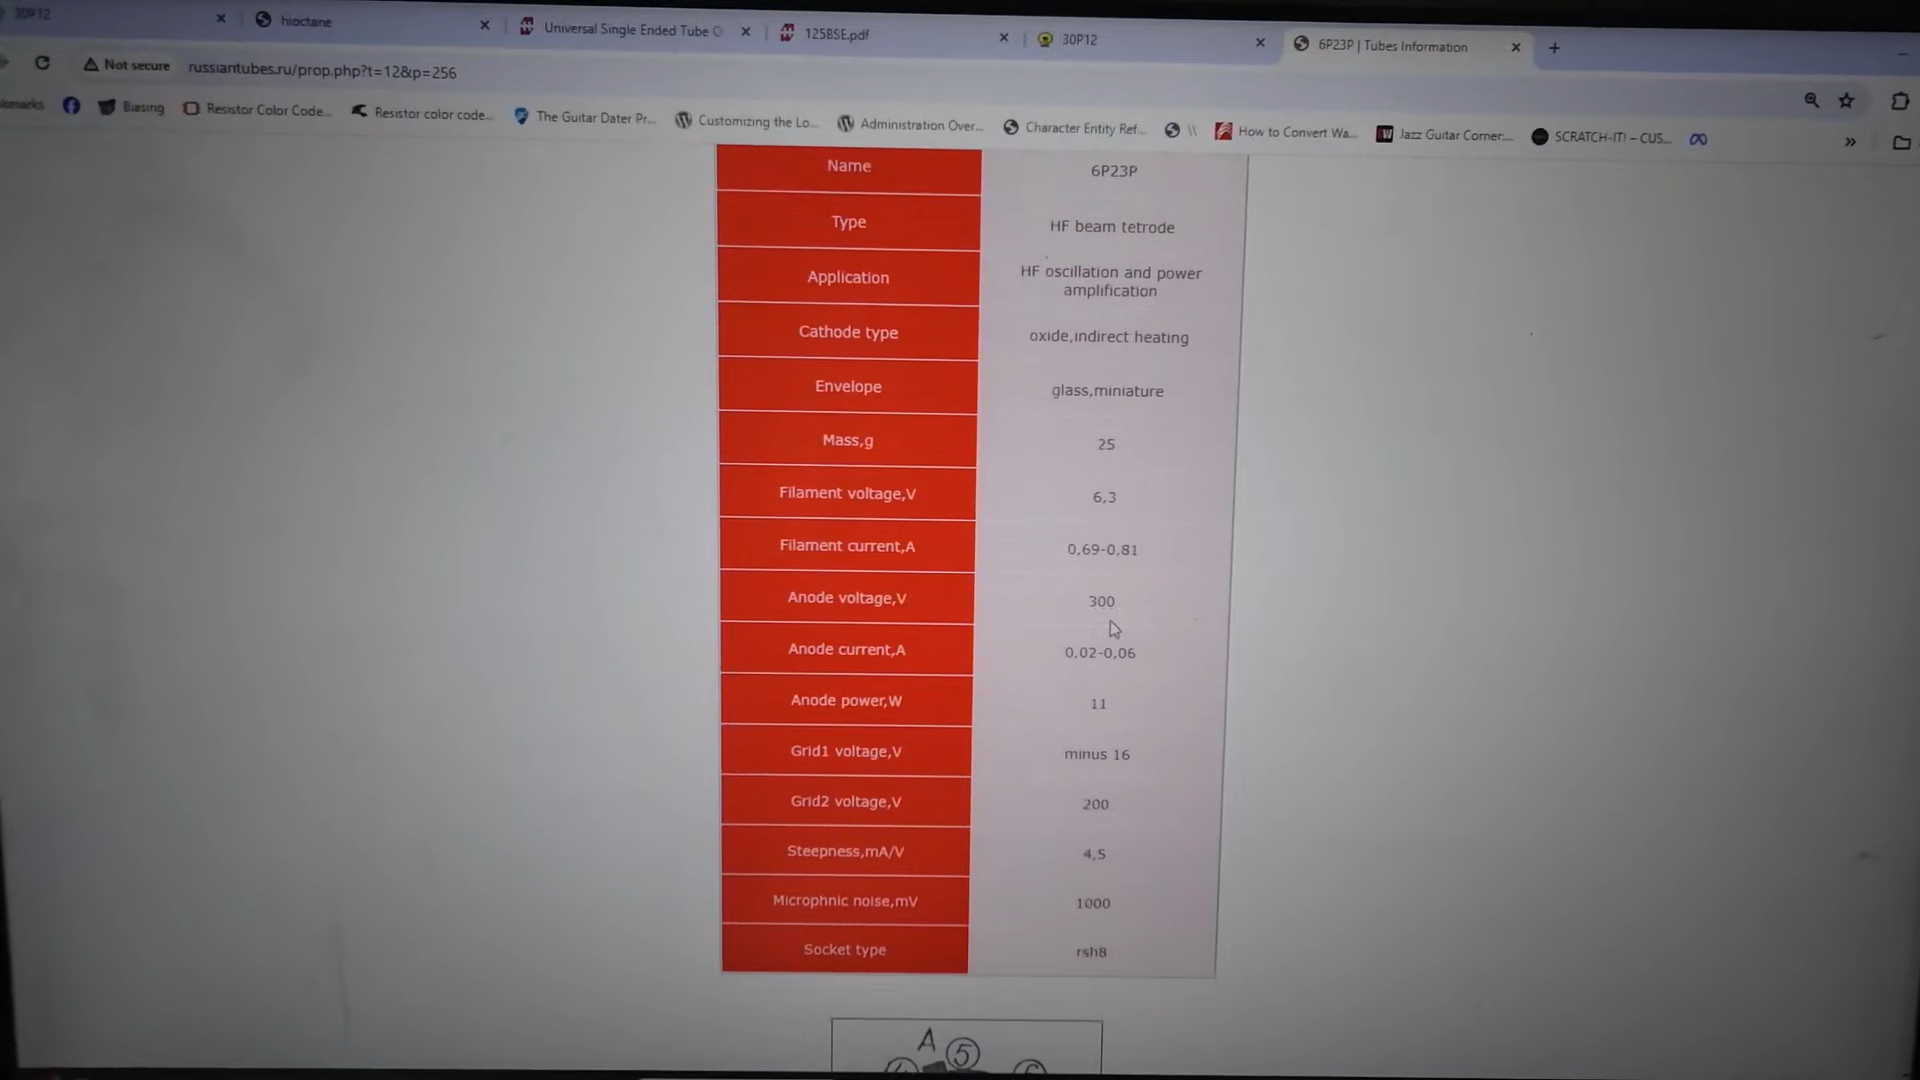 30P12
hioctane
Universal Single Ended Tube O
125BSE.pdf
30P12
6P23P | Tubes Information
Not secure
russiantubes.ru/prop.php?t=12&p=256
Biasing
Resistor Color Code...
Resistor color code...
The Guitar Dater Pr...
Customizing the Lo...
Administration Over...
Character Entity Ref...
\\
How to Convert Wa...
Jazz Guitar Corner:...
SCRATCH-IT! – CUS...
»
Name 6P23P
Type HF beam tetrode
Application HF oscillation and power
amplification
Cathode type oxide,indirect heating
Envelope glass,miniature
Mass,g 25
Filament voltage,V 6,3
Filament current,A 0,69-0,81
Anode voltage,V 300
Anode current,A 0,02-0,06
Anode power,W 11
Grid1 voltage,V minus 16
Grid2 voltage,V 200
Steepness,mA/V 4,5
Microphnic noise,mV 1000
Socket type rsh8
A 5